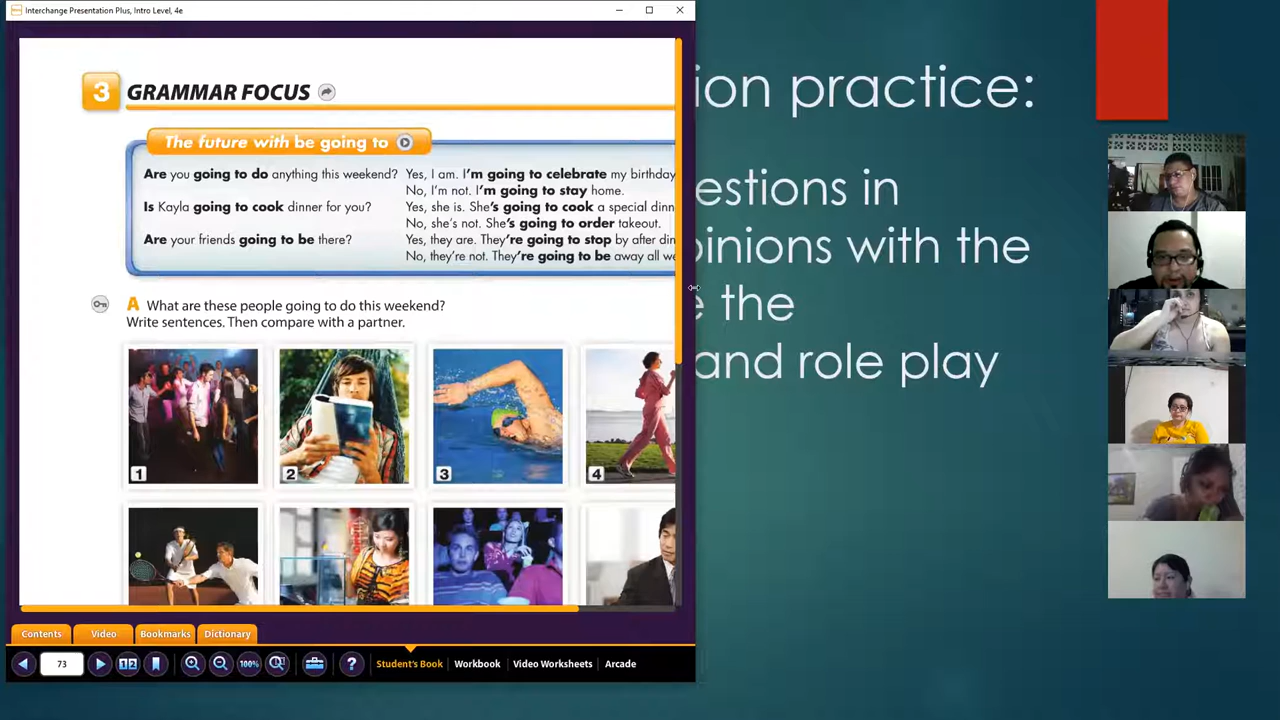 Interchange Presentation Plus, Intro Level, 4e
3 GRAMMAR FOCUS
The future with be going to
Are you going to do anything this weekend? Yes, I am. I'm going to celebrate my birthday
No, I'm not. I'm going to stay home.
Is Kayla going to cook dinner for you? Yes, she is. She's going to cook a special dinn
No, she's not. She's going to order takeout.
Are your friends going to be there? Yes, they are. They're going to stop by after din
No, they're not. They're going to be away all we
A What are these people going to do this weekend?
Write sentences. Then compare with a partner.
1
2
3
4
Contents Video Bookmarks Dictionary
73 12 100% ? Student's Book Workbook Video Worksheets Arcade
ion practice:
estions in
pinions with the
e the
and role play